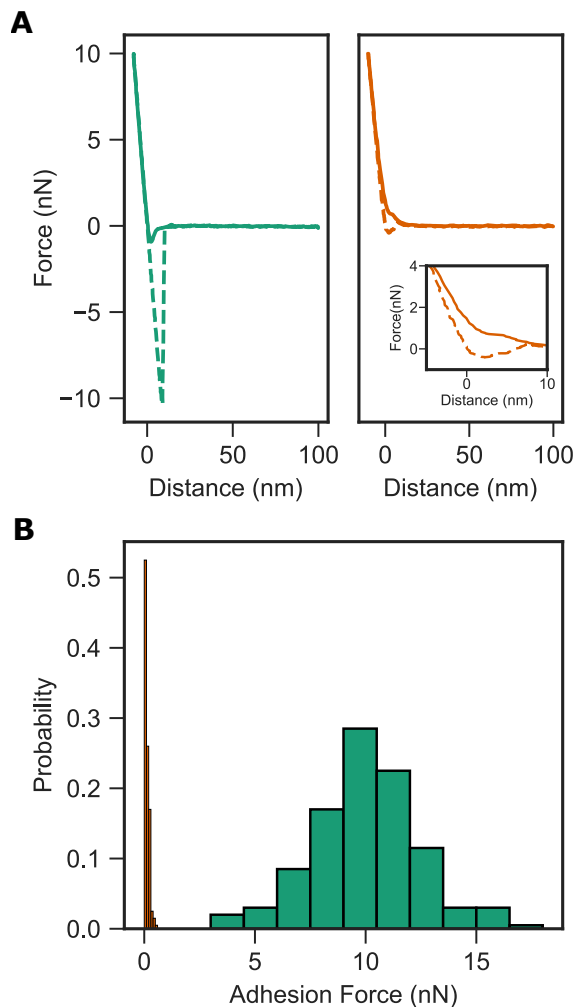 A
10
5
0
−5
−10
Force (nN)
0 50 100
Distance (nm)
4
2
0
Force(nN)
0 10
Distance (nm)
0 50 100
Distance (nm)
B
0.5
0.4
0.3
0.2
0.1
0.0
Probability
0 5 10 15
Adhesion Force (nN)